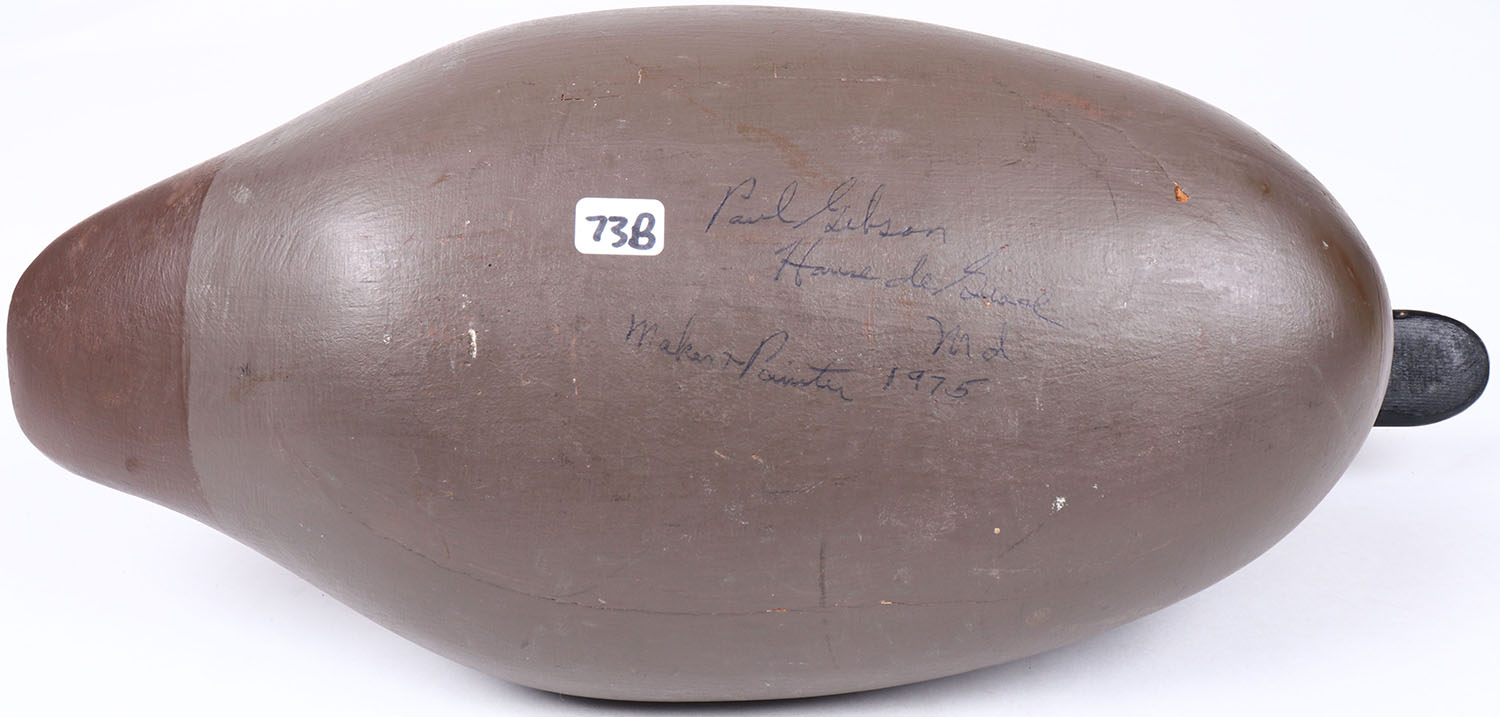 73B
Paul Gibson
Havre de Grace
Md
Maker + Painter 1975